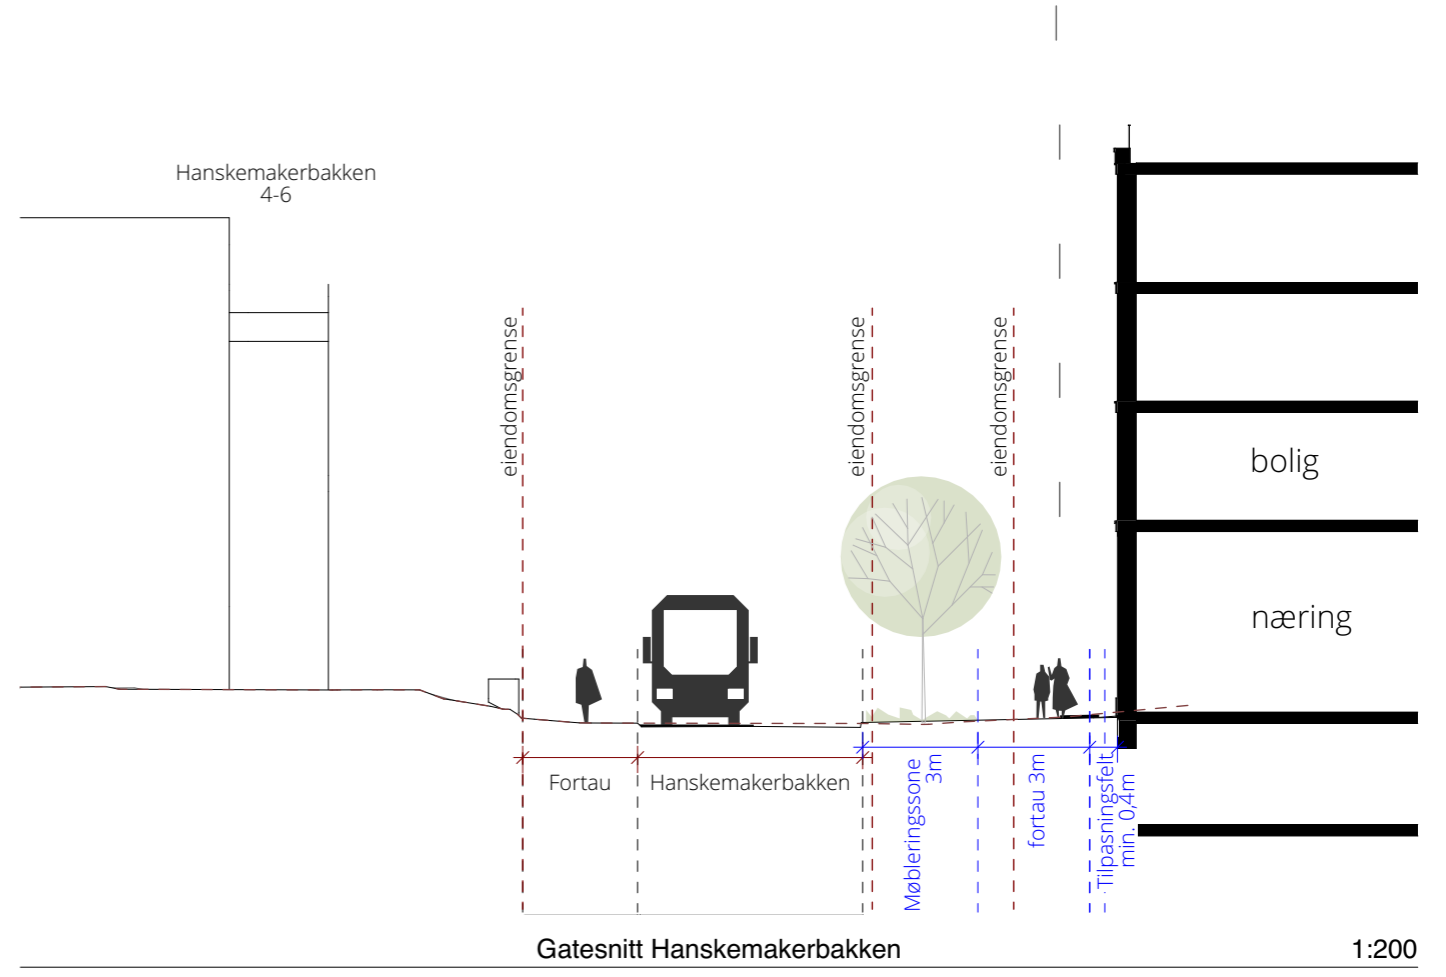 Hanskemakerbakken
4-6
eiendomsgrense
eiendomsgrense
eiendomsgrense
bolig
næring
Fortau
Hanskemakerbakken
Møbleringssone
3m
fortau 3m
Tilpasningsfelt
min. 0,4m
Gatesnitt Hanskemakerbakken
1:200